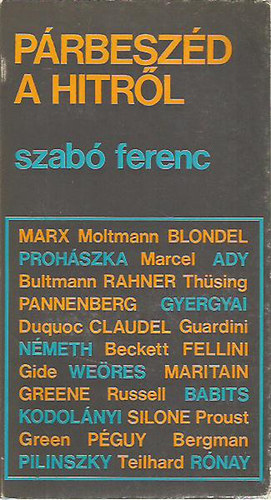 PÁRBESZÉD
A HITRŐL
szabó ferenc
MARX Moltmann BLONDEL
PROHÁSZKA Marcel ADY
Bultmann RAHNER Thüsing
PANNENBERG GYERGYAI
Duquoc CLAUDEL Guardini
NÉMETH Beckett FELLINI
Gide WEÖRES MARITAIN
GREENE Russell BABITS
KODOLÁNYI SILONE Proust
Green PÉGUY Bergman
PILINSZKY Teilhard RÓNAY